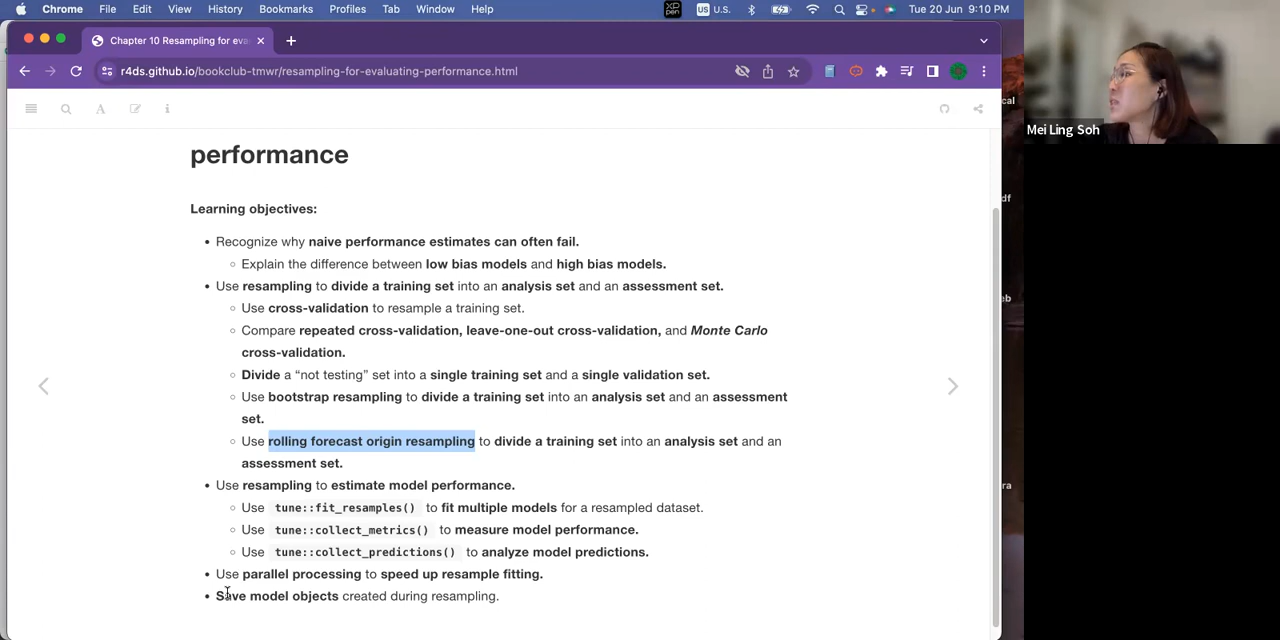 Chrome File Edit View History Bookmarks Profiles Tab Window Help XP PEN US U.S. Tue 20 Jun 9:10 PM
Chapter 10 Resampling for eva
r4ds.github.io/bookclub-tmwr/resampling-for-evaluating-performance.html
cal
Mei Ling Soh
performance
df
Learning objectives:
• Recognize why naive performance estimates can often fail.
○ Explain the difference between low bias models and high bias models.
• Use resampling to divide a training set into an analysis set and an assessment set.
eb
○ Use cross-validation to resample a training set.
○ Compare repeated cross-validation, leave-one-out cross-validation, and Monte Carlo
cross-validation.
○ Divide a “not testing” set into a single training set and a single validation set.
○ Use bootstrap resampling to divide a training set into an analysis set and an assessment
set.
○ Use rolling forecast origin resampling to divide a training set into an analysis set and an
assessment set.
• Use resampling to estimate model performance.
ra
○ Use tune::fit_resamples() to fit multiple models for a resampled dataset.
○ Use tune::collect_metrics() to measure model performance.
○ Use tune::collect_predictions() to analyze model predictions.
• Use parallel processing to speed up resample fitting.
• Save model objects created during resampling.